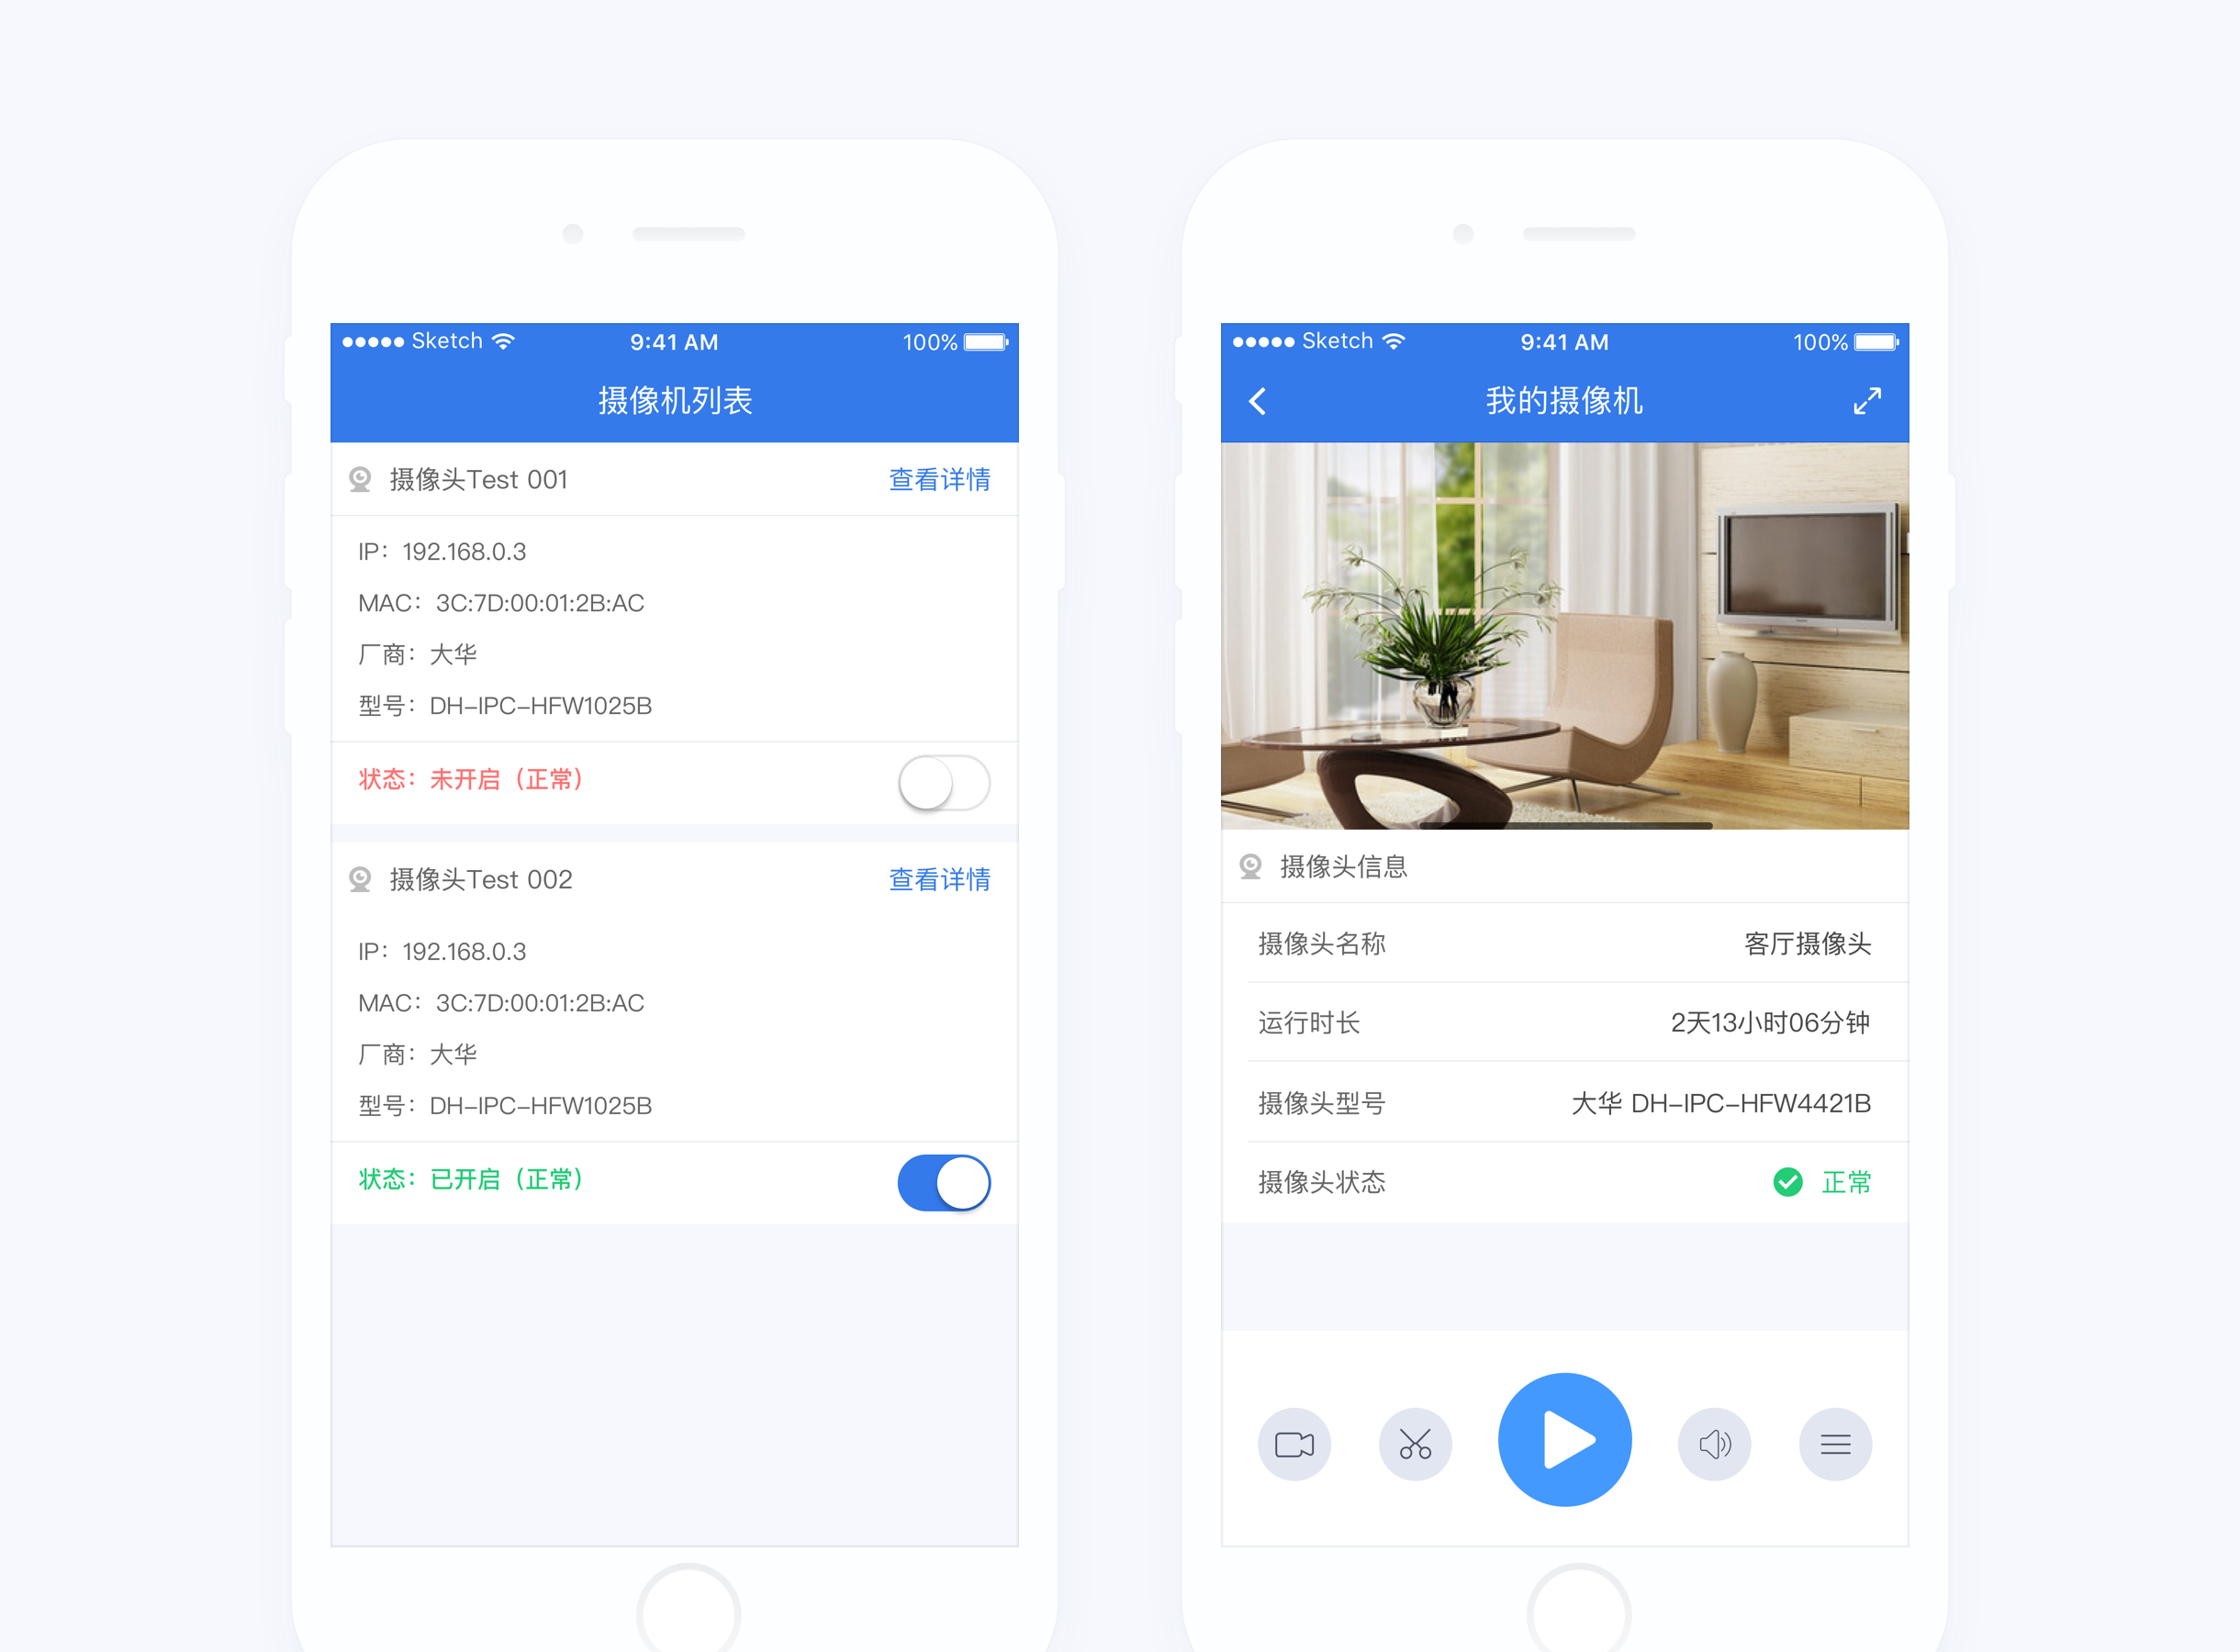 Sketch 9:41 AM 100%
摄像机列表
摄像头Test 001 查看详情
IP：192.168.0.3
MAC：3C:7D:00:01:2B:AC
厂商：大华
型号：DH-IPC-HFW1025B
状态：未开启（正常）
摄像头Test 002 查看详情
IP：192.168.0.3
MAC：3C:7D:00:01:2B:AC
厂商：大华
型号：DH-IPC-HFW1025B
状态：已开启（正常）
Sketch 9:41 AM 100%
我的摄像机
摄像头信息
摄像头名称 客厅摄像头
运行时长 2天13小时06分钟
摄像头型号 大华 DH-IPC-HFW4421B
摄像头状态 正常